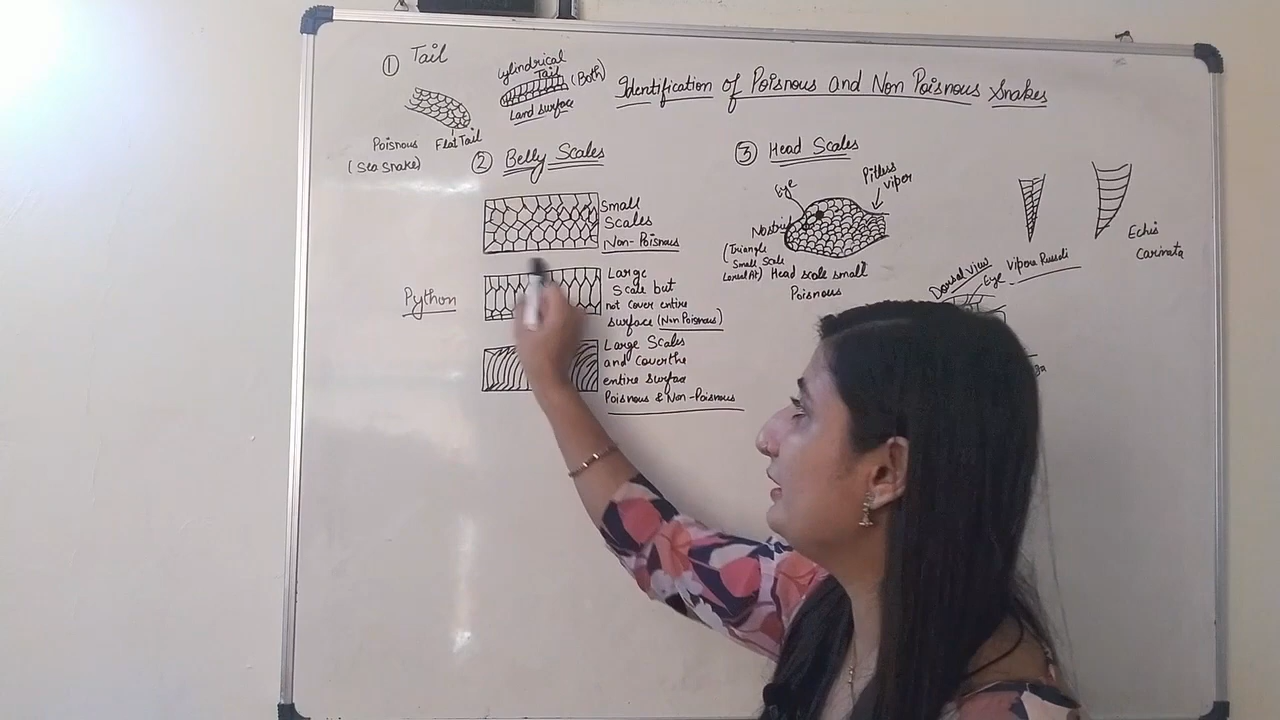 Identification of Poisnous and Non Poisnous Snakes
① Tail
Cylindrical
Tail
(Both)
Land surface
Flat Tail
Poisnous
(Sea Snake)
② Belly Scales
Small
Scales
Non-Poisnous
Python
Large
Scale but
not cover entire
surface (Non Poisnous)
Large Scales
and cover the
entire surface
Poisnous & Non-Poisnous
③ Head Scales
Eye
Pitless
viper
Nostril
(Triangle
Small Scale
Head scale small
Poisnous
Vipera Russeli
Echis
Carinata
Dorsal view
Eye